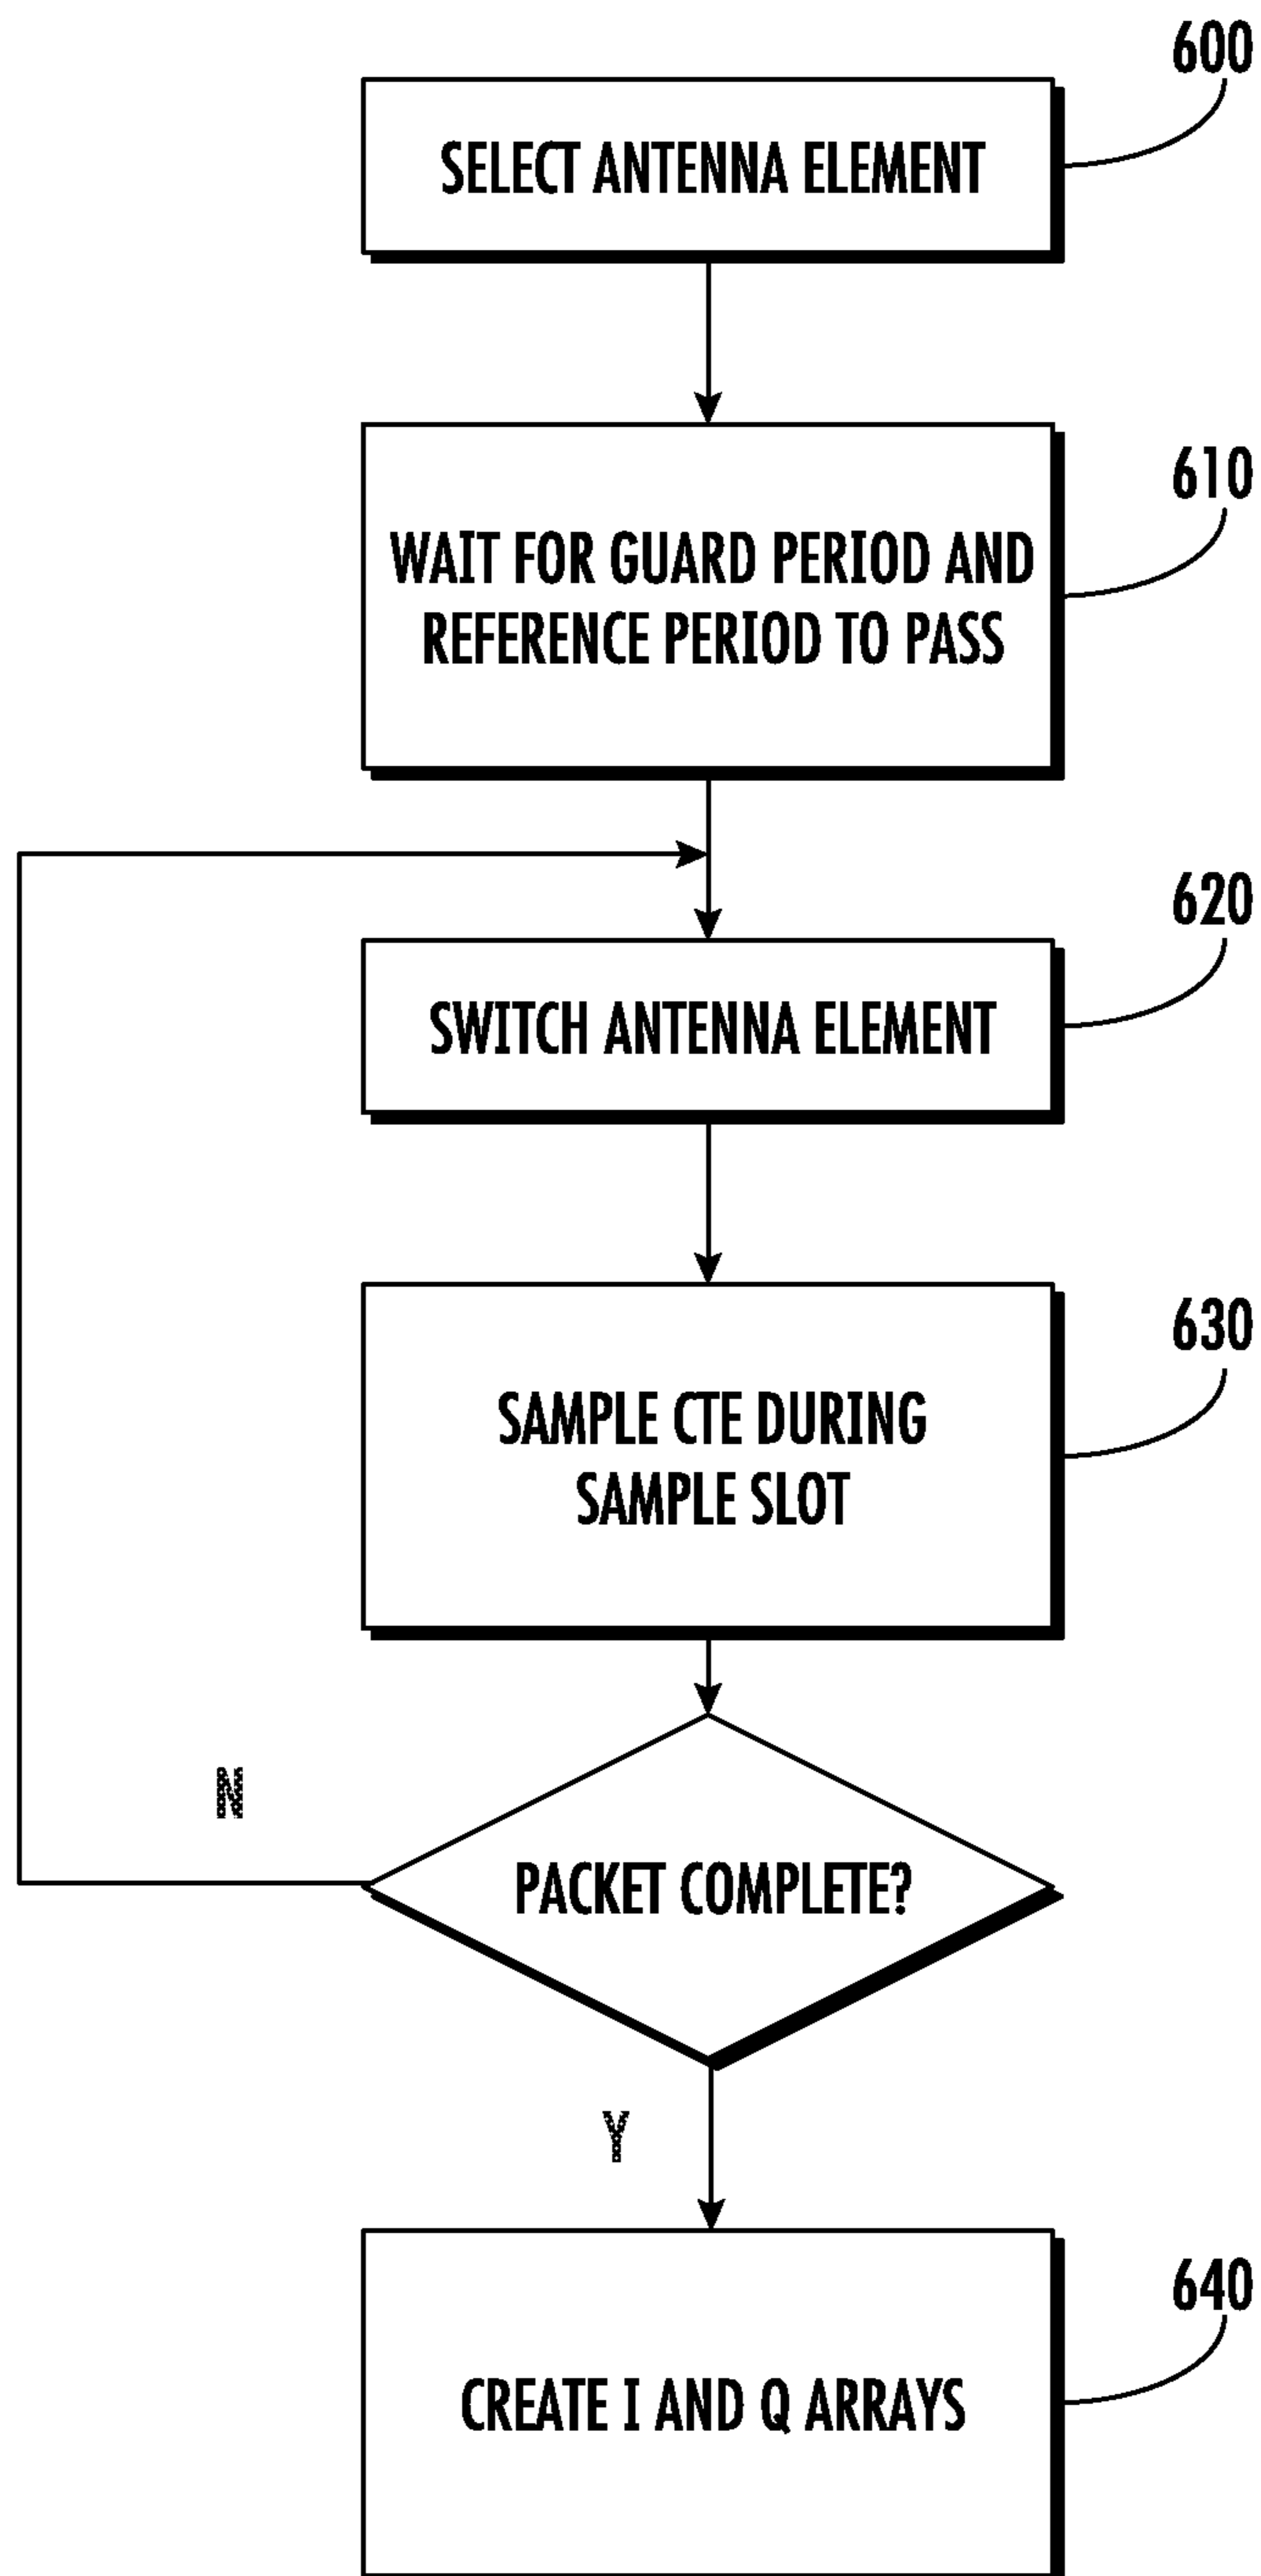 600
SELECT ANTENNA ELEMENT
610
WAIT FOR GUARD PERIOD AND
REFERENCE PERIOD TO PASS
620
SWITCH ANTENNA ELEMENT
630
SAMPLE CTE DURING
SAMPLE SLOT
N
PACKET COMPLETE?
Y
640
CREATE I AND Q ARRAYS